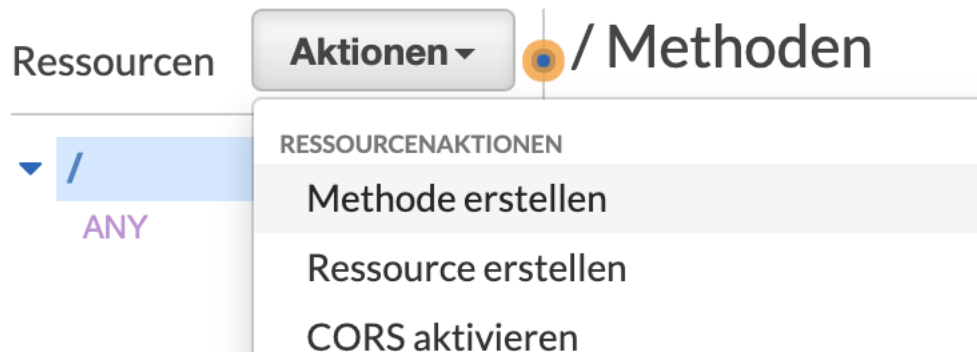 Ressourcen
Aktionen
/ Methoden
RESSOURCENAKTIONEN
/
Methode erstellen
ANY
Ressource erstellen
CORS aktivieren